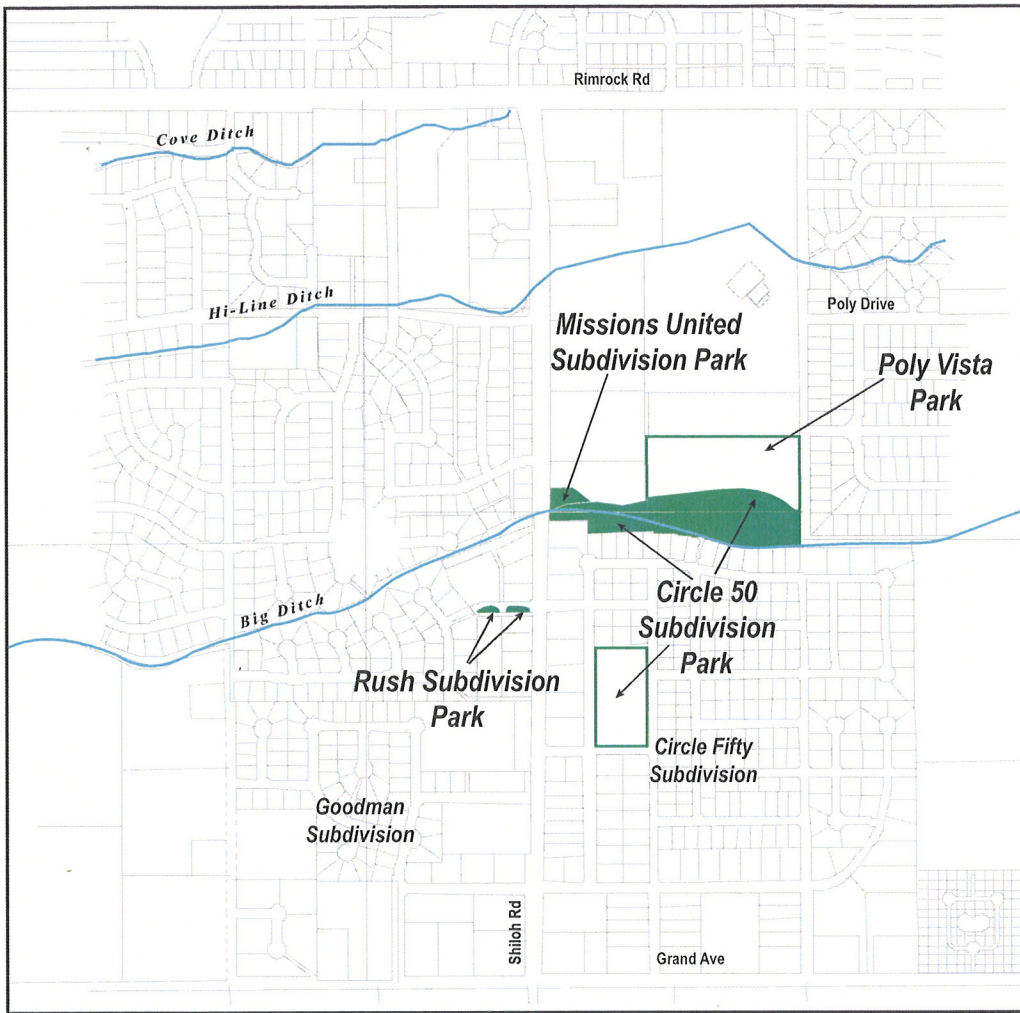 Rimrock Rd
Cove Ditch
Hi-Line Ditch
Poly Drive
Missions United
Subdivision Park
Poly Vista
Park
Big Ditch
Circle 50
Subdivision
Park
Rush Subdivision
Park
Circle Fifty
Subdivision
Goodman
Subdivision
Shiloh Rd
Grand Ave